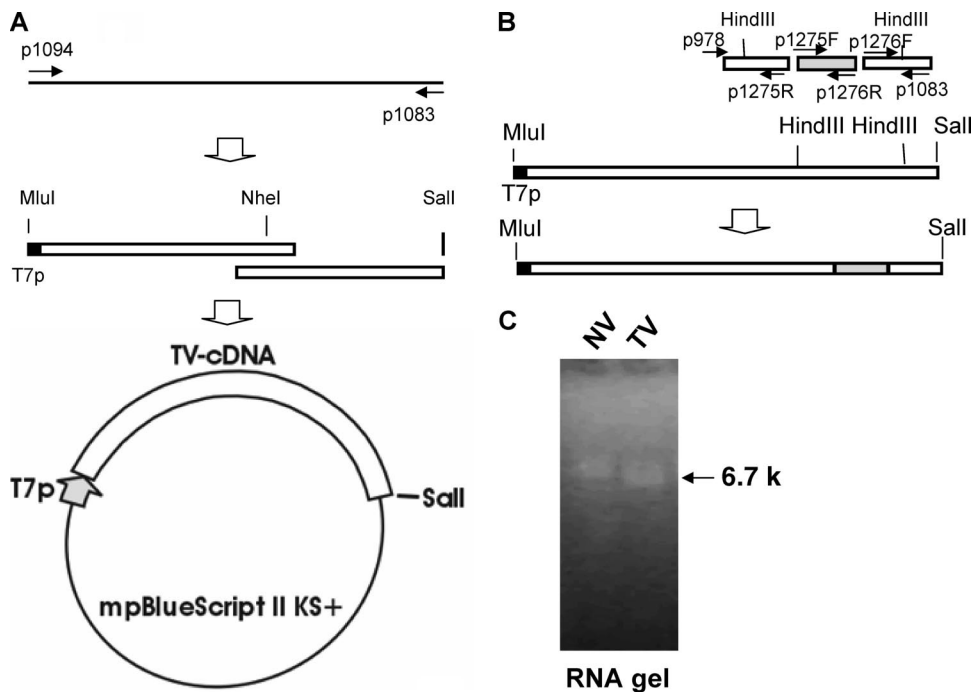 A
p1094
p1083
MluI
NheI
SalI
T7p
TV-cDNA
T7p
SalI
mpBlueScript II KS+
B
HindIII
HindIII
p978
p1275F
p1276F
p1275R
p1276R
p1083
MluI
HindIII
HindIII
SalI
T7p
MluI
SalI
C
NV
TV
6.7 k
RNA gel